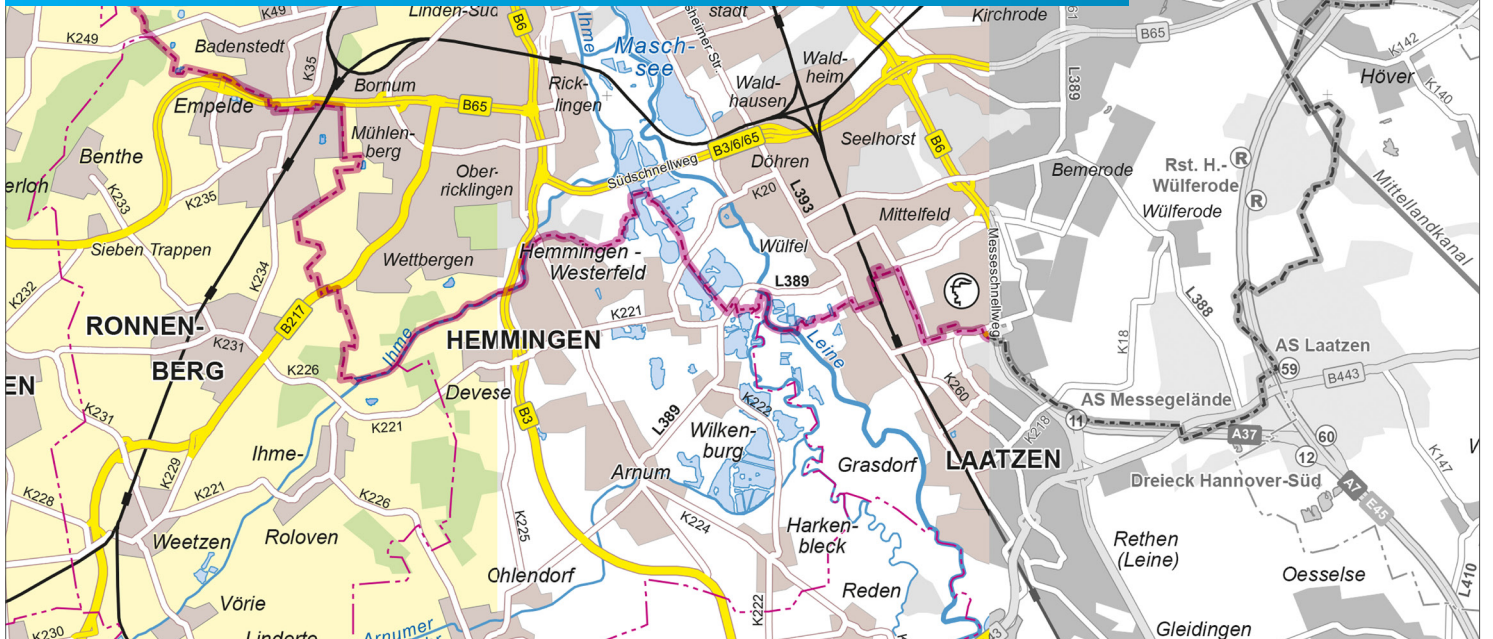 K49
Linden-Süd
B6
Ihme
stadt
Kirchrode
61
K249
Badenstedt
K35
Masch-
see
B65
K142
Höver
Bornum
Rick-
lingen
Wald-
heim
Wald-
hausen
L389
K140
Empelde
B65
Seelhorst
B6
Mühlen-
berg
B3/6/65
Südschnellweg
Döhren
Benthe
Ober-
ricklingen
K20
L393
Bemerode
Rst. H.-
Wülferode
R
R
Wülferode
K233
K235
Mittelfeld
Mittellandkanal
Sieben Trappen
Wettbergen
Hemmingen -
Westerfeld
Wülfel
Messeschnellweg
K232
K234
L389
L388
RONNEN-
BERG
B217
K231
Ihme
HEMMINGEN
K221
Leine
K18
AS Laatzen
59
B443
EN
K226
Devese
K260
AS Messegelände
11
K231
K221
B3
L389
K222
K218
A37
60
12
Wilken-
burg
Ihme-
Arnum
Grasdorf
LAATZEN
Dreieck Hannover-Süd
K147
K229
K221
K226
A7
E45
K228
K225
K224
Harken-
bleck
Weetzen
Roloven
Rethen
(Leine)
Ohlendorf
Reden
Oesselse
L410
Vörie
K222
K230
Linderte
Arnumer
Gleidingen